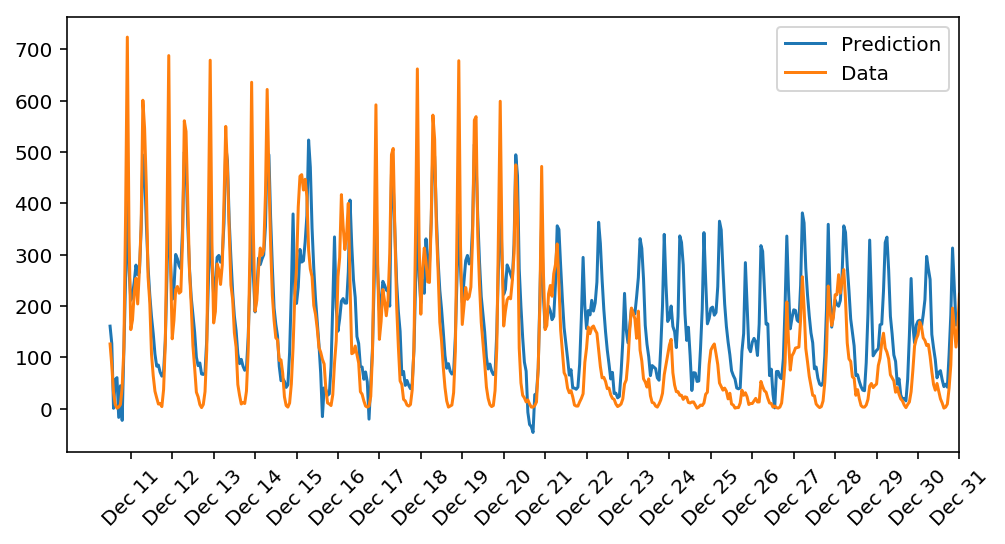 700
600
500
400
300
200
100
0
Prediction
Data
Dec 11
Dec 12
Dec 13
Dec 14
Dec 15
Dec 16
Dec 17
Dec 18
Dec 19
Dec 20
Dec 21
Dec 22
Dec 23
Dec 24
Dec 25
Dec 26
Dec 27
Dec 28
Dec 29
Dec 30
Dec 31